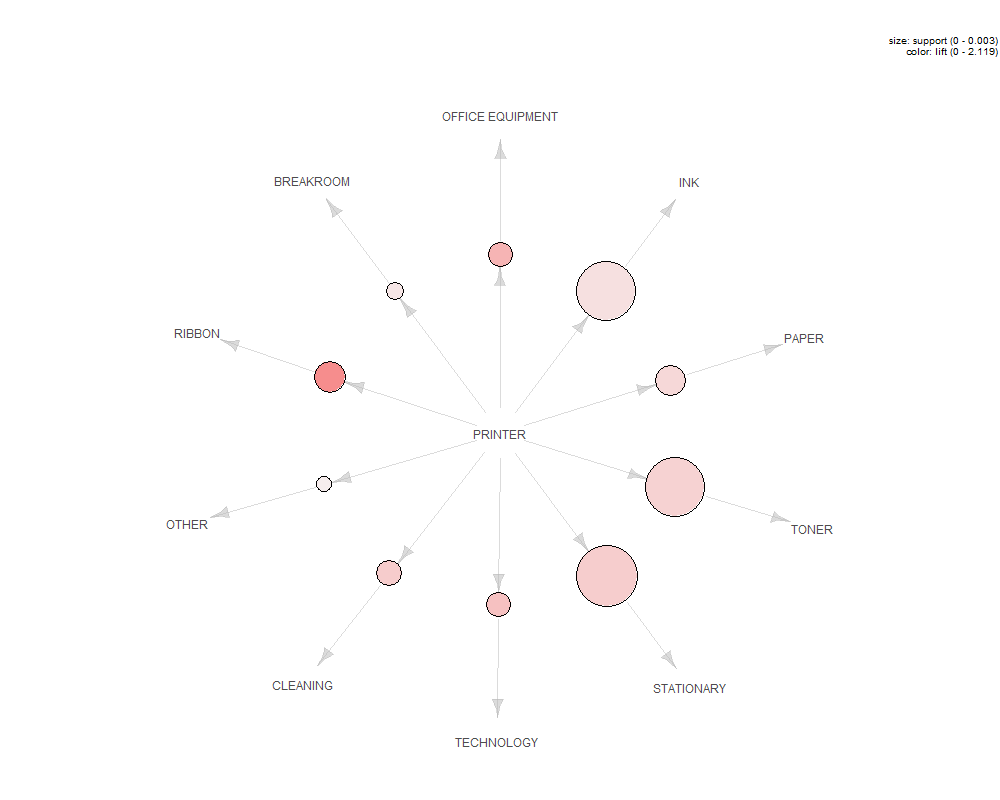 size: support (0 - 0.003)
color: lift (0 - 2.119)
OFFICE EQUIPMENT
BREAKROOM
INK
RIBBON
PAPER
PRINTER
OTHER
TONER
CLEANING
STATIONARY
TECHNOLOGY